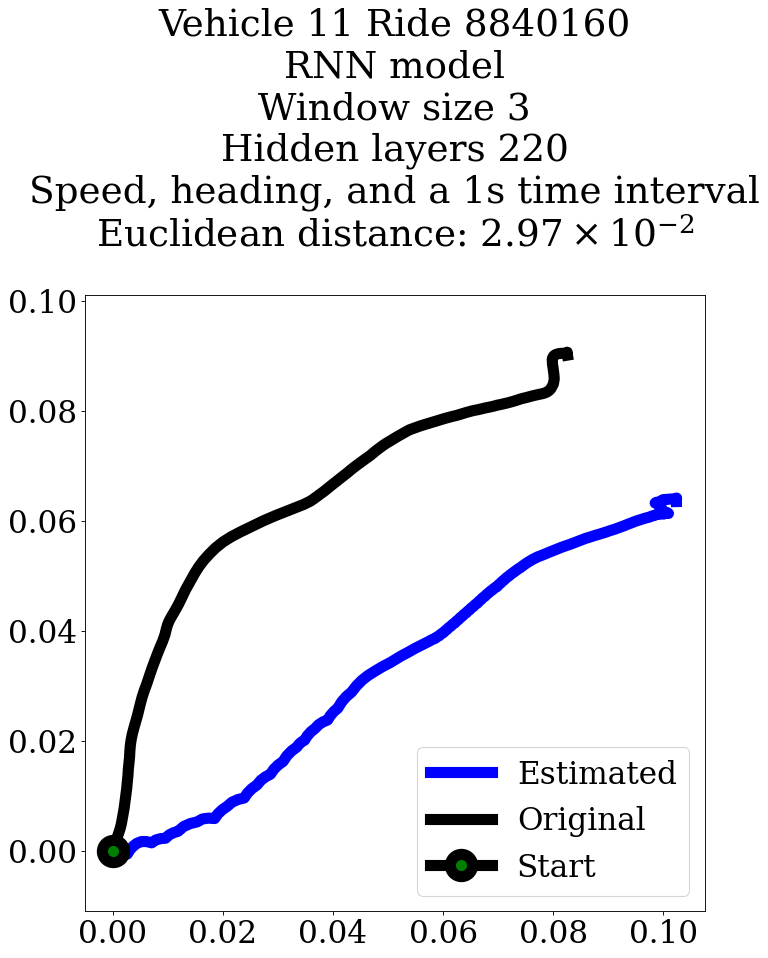 Vehicle 11 Ride 8840160
RNN model
Window size 3
Hidden layers 220
Speed, heading, and a 1s time interval
Euclidean distance: 2.97 × 10⁻²
0.10
0.08
0.06
0.04
0.02
0.00
Estimated
Original
Start
0.00 0.02 0.04 0.06 0.08 0.10